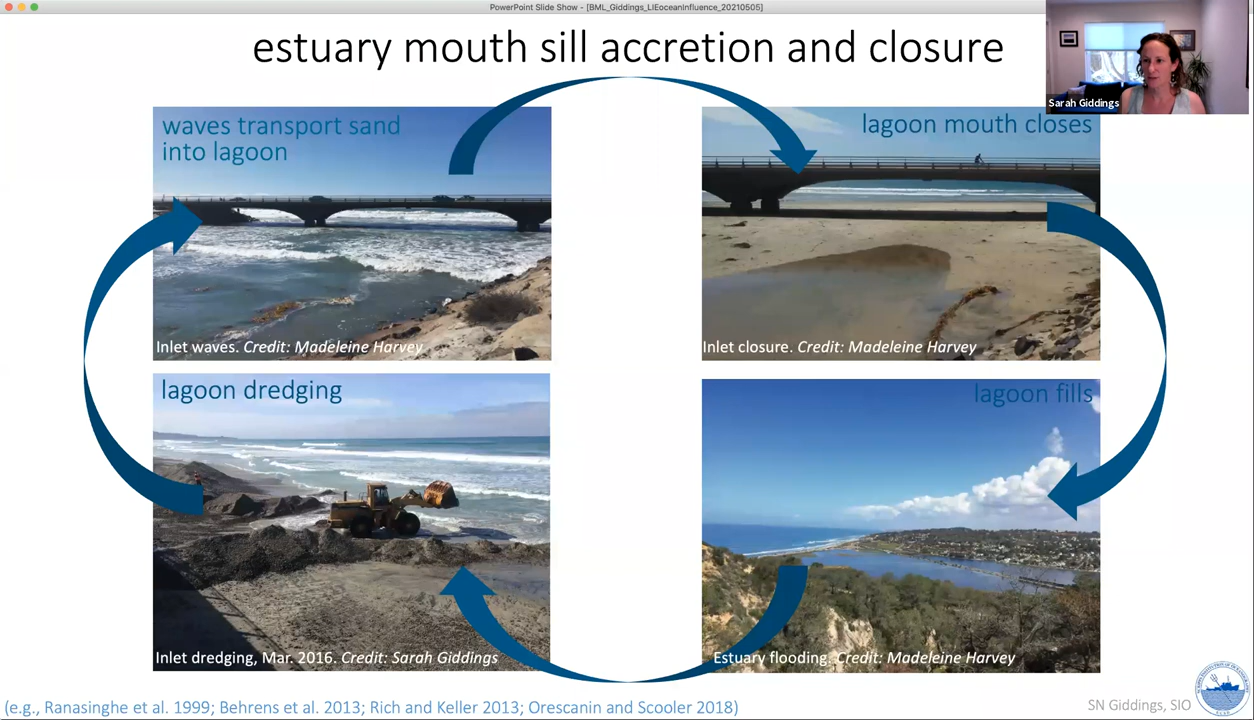 PowerPoint Slide Show - [BML_Giddings_LIEoceanInfluence_20210505]
estuary mouth sill accretion and closure
Sarah Giddings
waves transport sand
into lagoon
lagoon mouth closes
Inlet waves. Credit: Madeleine Harvey
Inlet closure. Credit: Madeleine Harvey
lagoon dredging
lagoon fills
Inlet dredging, Mar. 2016. Credit: Sarah Giddings
Estuary flooding. Credit: Madeleine Harvey
(e.g., Ranasinghe et al. 1999; Behrens et al. 2013; Rich and Keller 2013; Orescanin and Scooler 2018)
SN Giddings, SIO